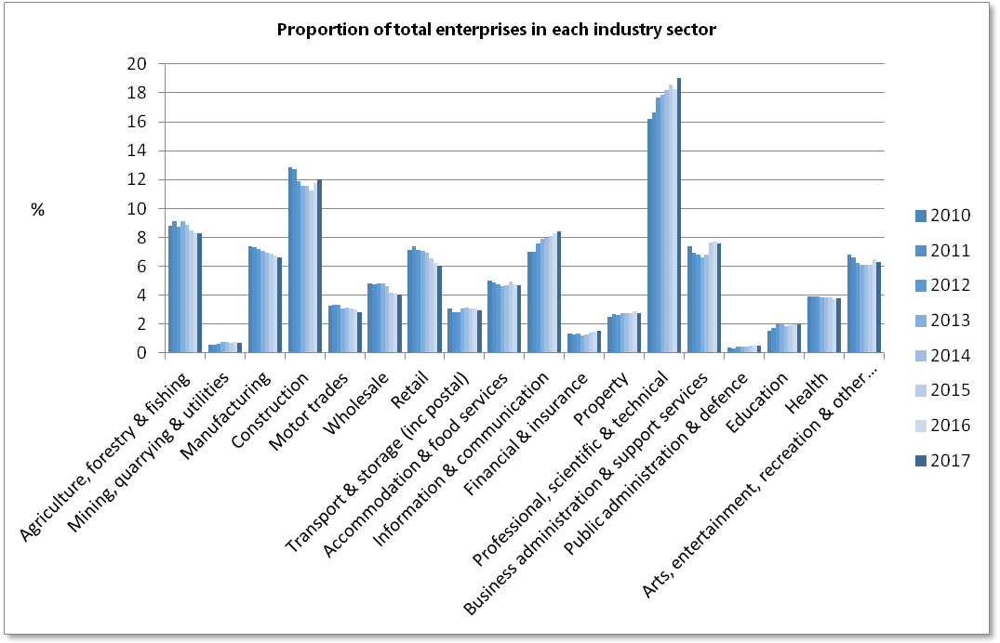 Proportion of total enterprises in each industry sector
20
18
16
14
12
10
8
6
4
2
0
%
Agriculture, forestry & fishing
Mining, quarrying & utilities
Manufacturing
Construction
Motor trades
Wholesale
Retail
Transport & storage (inc postal)
Accommodation & food services
Information & communication
Financial & insurance
Property
Professional, scientific & technical
Business administration & support services
Public administration & defence
Education
Health
Arts, entertainment, recreation & other...
2010
2011
2012
2013
2014
2015
2016
2017